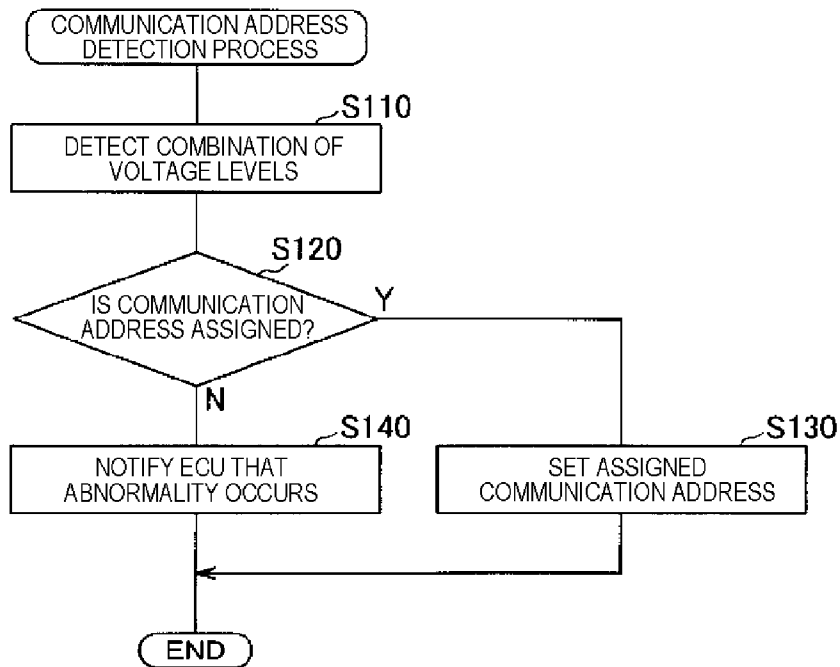 COMMUNICATION ADDRESS
DETECTION PROCESS
S110
DETECT COMBINATION OF
VOLTAGE LEVELS
S120
IS COMMUNICATION
ADDRESS ASSIGNED?
Y
N
S140
NOTIFY ECU THAT
ABNORMALITY OCCURS
S130
SET ASSIGNED
COMMUNICATION ADDRESS
END